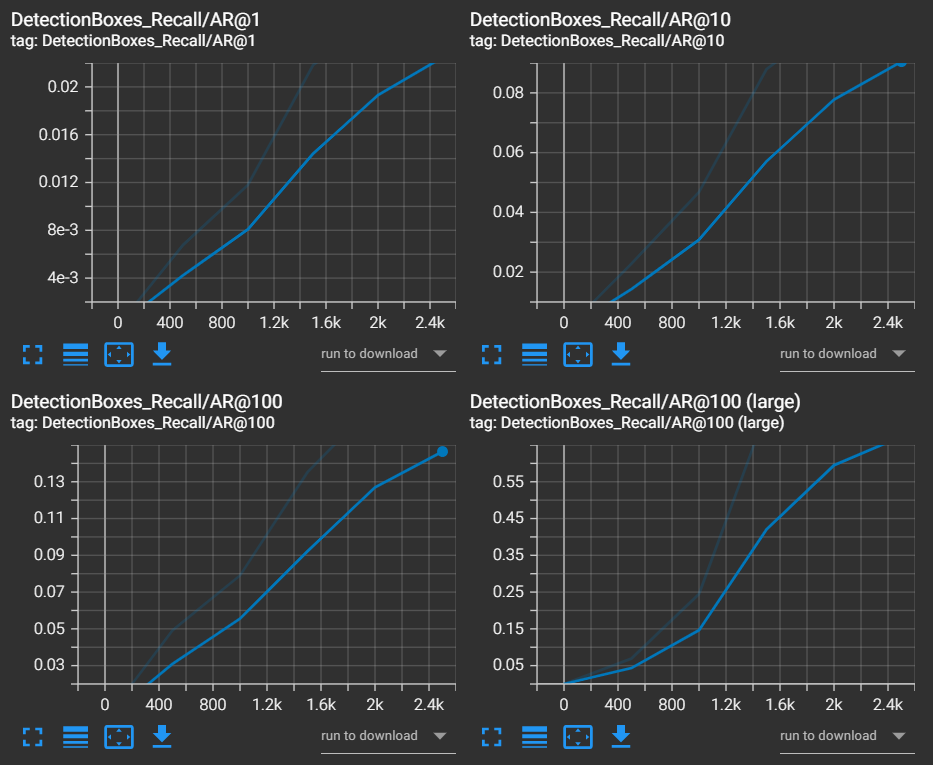 DetectionBoxes_Recall/AR@1
tag: DetectionBoxes_Recall/AR@1
0.02
0.016
0.012
8e-3
4e-3
0 400 800 1.2k 1.6k 2k 2.4k
run to download
DetectionBoxes_Recall/AR@10
tag: DetectionBoxes_Recall/AR@10
0.08
0.06
0.04
0.02
0 400 800 1.2k 1.6k 2k 2.4k
run to download
DetectionBoxes_Recall/AR@100
tag: DetectionBoxes_Recall/AR@100
0.13
0.11
0.09
0.07
0.05
0.03
0 400 800 1.2k 1.6k 2k 2.4k
run to download
DetectionBoxes_Recall/AR@100 (large)
tag: DetectionBoxes_Recall/AR@100 (large)
0.55
0.45
0.35
0.25
0.15
0.05
0 400 800 1.2k 1.6k 2k 2.4k
run to download